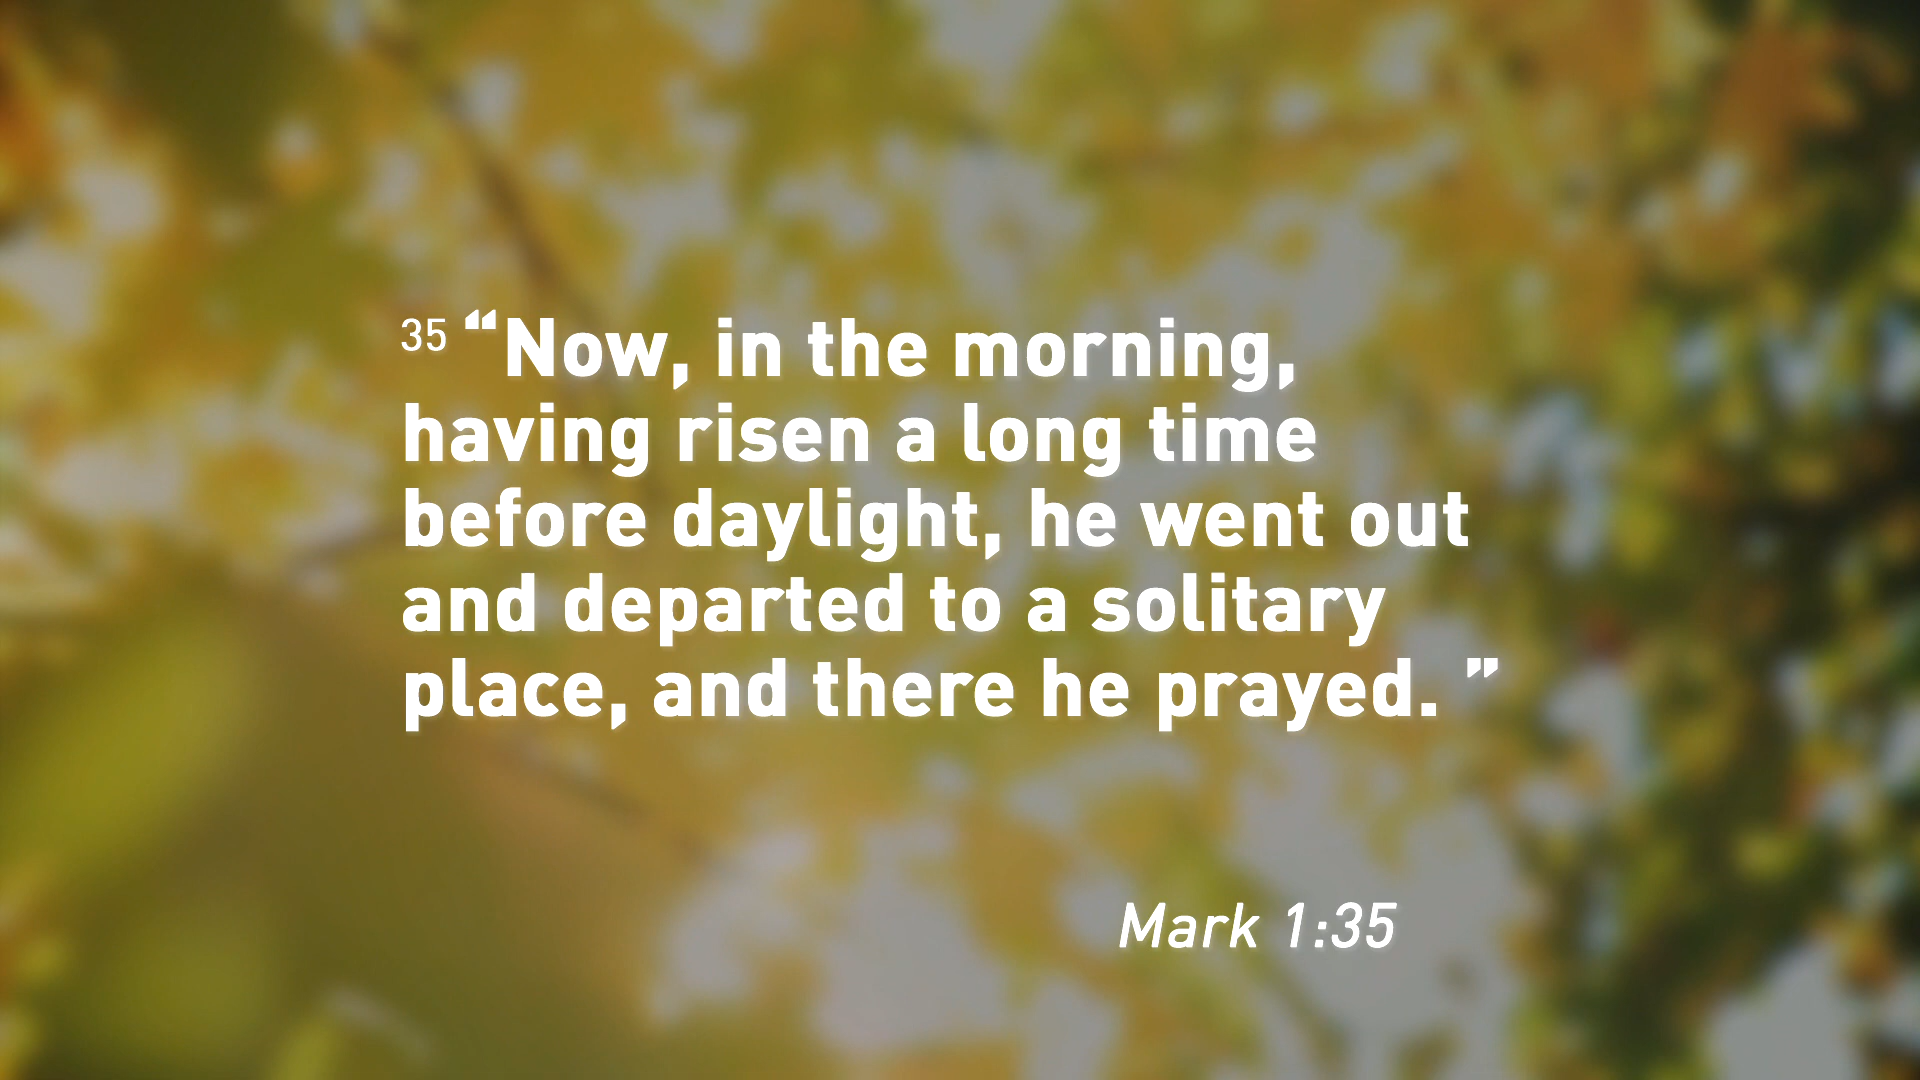 35 “Now, in the morning,
having risen a long time
before daylight, he went out
and departed to a solitary
place, and there he prayed. ”
Mark 1:35